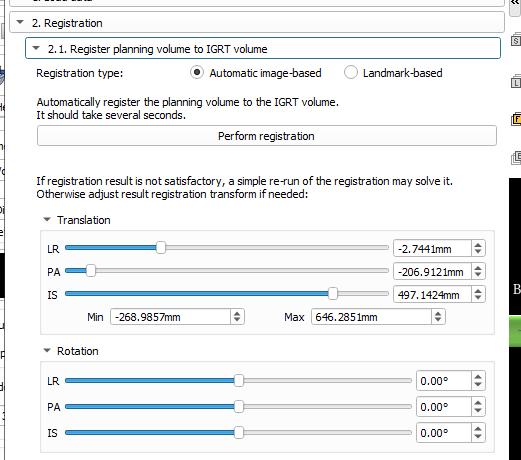 2. Registration
2.1. Register planning volume to IGRT volume
Registration type: Automatic image-based Landmark-based
Automatically register the planning volume to the IGRT volume.
It should take several seconds.
Perform registration
If registration result is not satisfactory, a simple re-run of the registration may solve it.
Otherwise adjust result registration transform if needed:
Translation
LR -2.7441mm
PA -206.9121mm
IS 497.1424mm
Min -268.9857mm Max 646.2851mm
Rotation
LR 0.00°
PA 0.00°
IS 0.00°